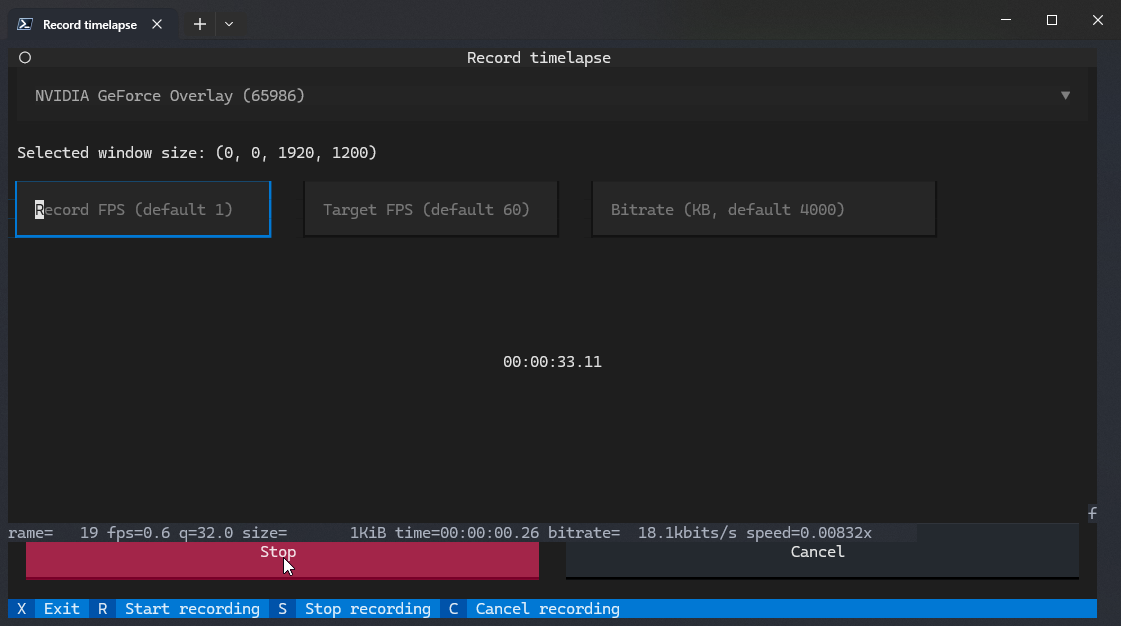 Record timelapse
Record timelapse
NVIDIA GeForce Overlay (65986)
Selected window size: (0, 0, 1920, 1200)
Record FPS (default 1) Target FPS (default 60) Bitrate (KB, default 4000)
00:00:33.11
f
rame= 19 fps=0.6 q=32.0 size= 1KiB time=00:00:00.26 bitrate= 18.1kbits/s speed=0.00832x
Stop Cancel
X Exit R Start recording S Stop recording C Cancel recording